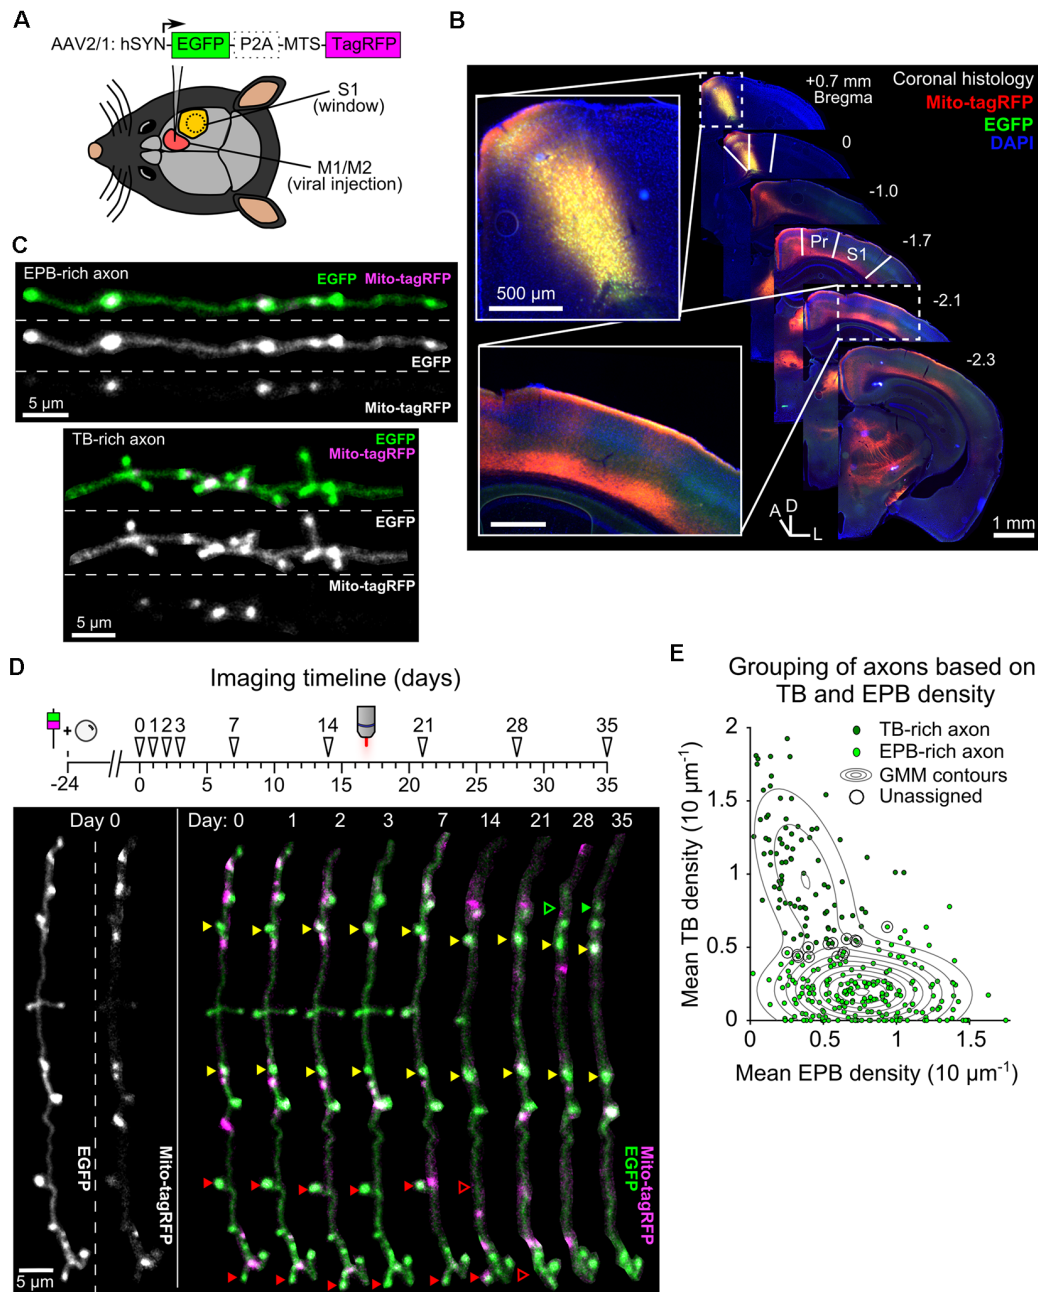 A
AAV2/1: hSYN-EGFP-P2A-MTS-TagRFP
S1
(window)
M1/M2
(viral injection)
B
+0.7 mm
Bregma
Coronal histology
Mito-tagRFP
EGFP
DAPI
0
-1.0
-1.7
Pr
S1
-2.1
-2.3
500 µm
A
D
L
1 mm
C
EPB-rich axon
EGFP Mito-tagRFP
EGFP
Mito-tagRFP
5 µm
TB-rich axon
EGFP
Mito-tagRFP
EGFP
Mito-tagRFP
5 µm
D
Imaging timeline (days)
0 1 2 3 7 14 21 28 35
+
-24 0 5 10 15 20 25 30 35
Day 0
Day: 0 1 2 3 7 14 21 28 35
EGFP
Mito-tagRFP
Mito-tagRFP
EGFP
5 µm
E
Grouping of axons based on
TB and EPB density
TB-rich axon
EPB-rich axon
GMM contours
Unassigned
Mean TB density (10 µm⁻¹)
2
1.5
1
0.5
0
0 0.5 1 1.5
Mean EPB density (10 µm⁻¹)